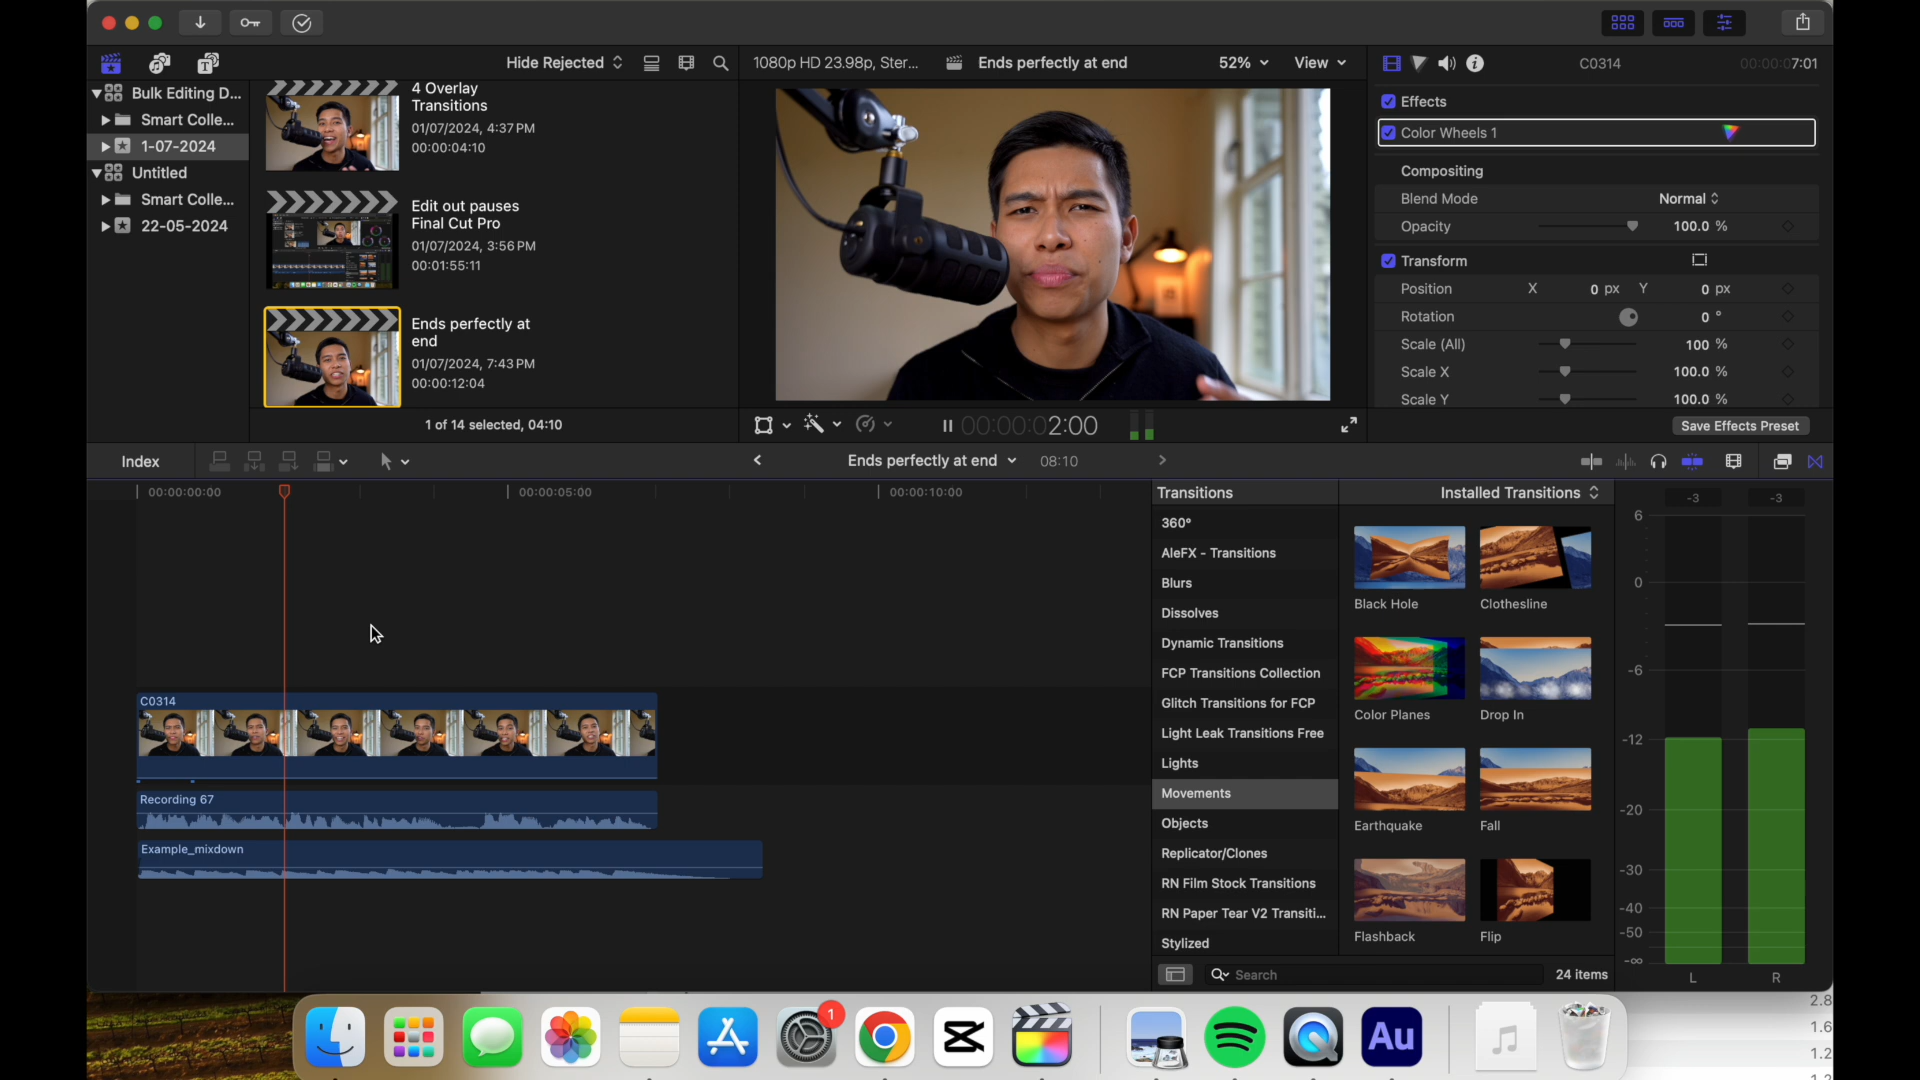 Hide Rejected
1080p HD 23.98p, Ster...
Ends perfectly at end
52%
View
C0314
00:00:07:01
Bulk Editing D...
Smart Colle...
1-07-2024
Untitled
Smart Colle...
22-05-2024
4 Overlay
Transitions
01/07/2024, 4:37 PM
00:00:04:10
Edit out pauses
Final Cut Pro
01/07/2024, 3:56 PM
00:01:55:11
Ends perfectly at
end
01/07/2024, 7:43 PM
00:00:12:04
1 of 14 selected, 04:10
00:00:00:02:00
Effects
Color Wheels 1
Compositing
Blend Mode
Normal
Opacity
100.0 %
Transform
Position
X
0 px
Y
0 px
Rotation
0 °
Scale (All)
100 %
Scale X
100.0 %
Scale Y
100.0 %
Save Effects Preset
Index
Ends perfectly at end
08:10
00:00:00:00
00:00:05:00
00:00:10:00
C0314
Recording 67
Example_mixdown
Transitions
Installed Transitions
360°
AleFX - Transitions
Blurs
Dissolves
Dynamic Transitions
FCP Transitions Collection
Glitch Transitions for FCP
Light Leak Transitions Free
Lights
Movements
Objects
Replicator/Clones
RN Film Stock Transitions
RN Paper Tear V2 Transiti...
Stylized
Black Hole
Clothesline
Color Planes
Drop In
Earthquake
Fall
Flashback
Flip
Search
24 items
-3
-3
6
0
-6
-12
-20
-30
-40
-50
-∞
L
R
1
Au
2.8
1.6
1.2